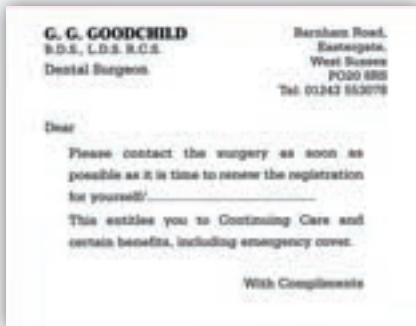 G. G. GOODCHILD
B.D.S., L.D.S. R.C.S.
Dental Surgeon
Barnham Road,
Eastergate,
West Sussex
PO20 
Tel: 01243 553078
Dear
Please contact the surgery as soon as
possible as it is time to renew the registration
for yourself/
This entitles you to Continuing Care and
certain benefits, including emergency cover.
With Compliments